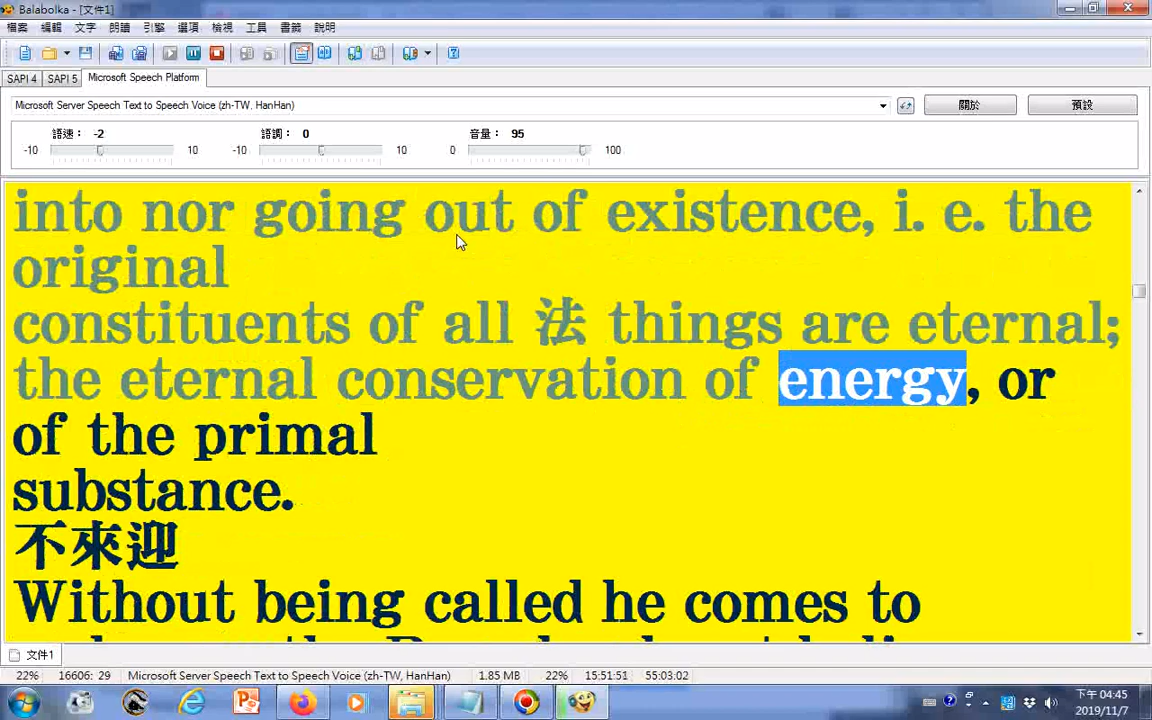 Balabolka - [文件1]
檔案 編輯 文字 朗讀 引擎 選項 檢視 工具 書籤 說明
SAPI 4 SAPI 5 Microsoft Speech Platform
Microsoft Server Speech Text to Speech Voice (zh-TW, HanHan) 關於 預設
語速： -2 語調： 0 音量： 95
-10 10 -10 10 0 100
into nor going out of existence, i. e. the
original
constituents of all 法 things are eternal;
the eternal conservation of energy, or
of the primal
substance.
不來迎
Without being called he comes to
文件1
22% 16606: 29 Microsoft Server Speech Text to Speech Voice (zh-TW, HanHan) 1.85 MB 22% 15:51:51 55:03:02
下午 04:45
2019/11/7